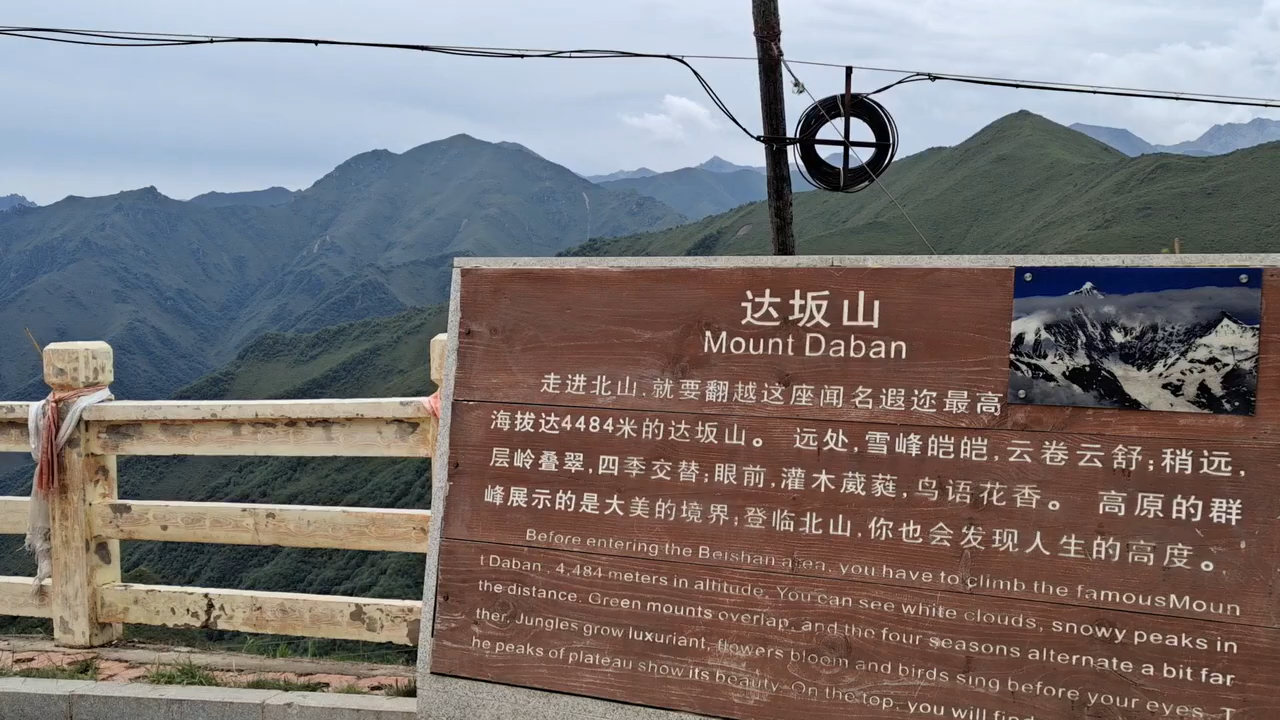 达坂山
Mount Daban
走进北山,就要翻越这座闻名遐迩最高
海拔达4484米的达坂山。 远处,雪峰皑皑,云卷云舒;稍远,
层岭叠翠,四季交替;眼前,灌木葳蕤,鸟语花香。 高原的群
峰展示的是大美的境界;登临北山,你也会发现人生的高度。
Before entering the Beishan area, you have to climb the famousMoun
t Daban , 4,484 meters in altitude. You can see white clouds, snowy peaks in
the distance. Green mounts overlap, and the four seasons alternate a bit far
ther. Jungles grow luxuriant, flowers bloom and birds sing before your eyes. T
he peaks of plateau show its beauty. On the top, you will find